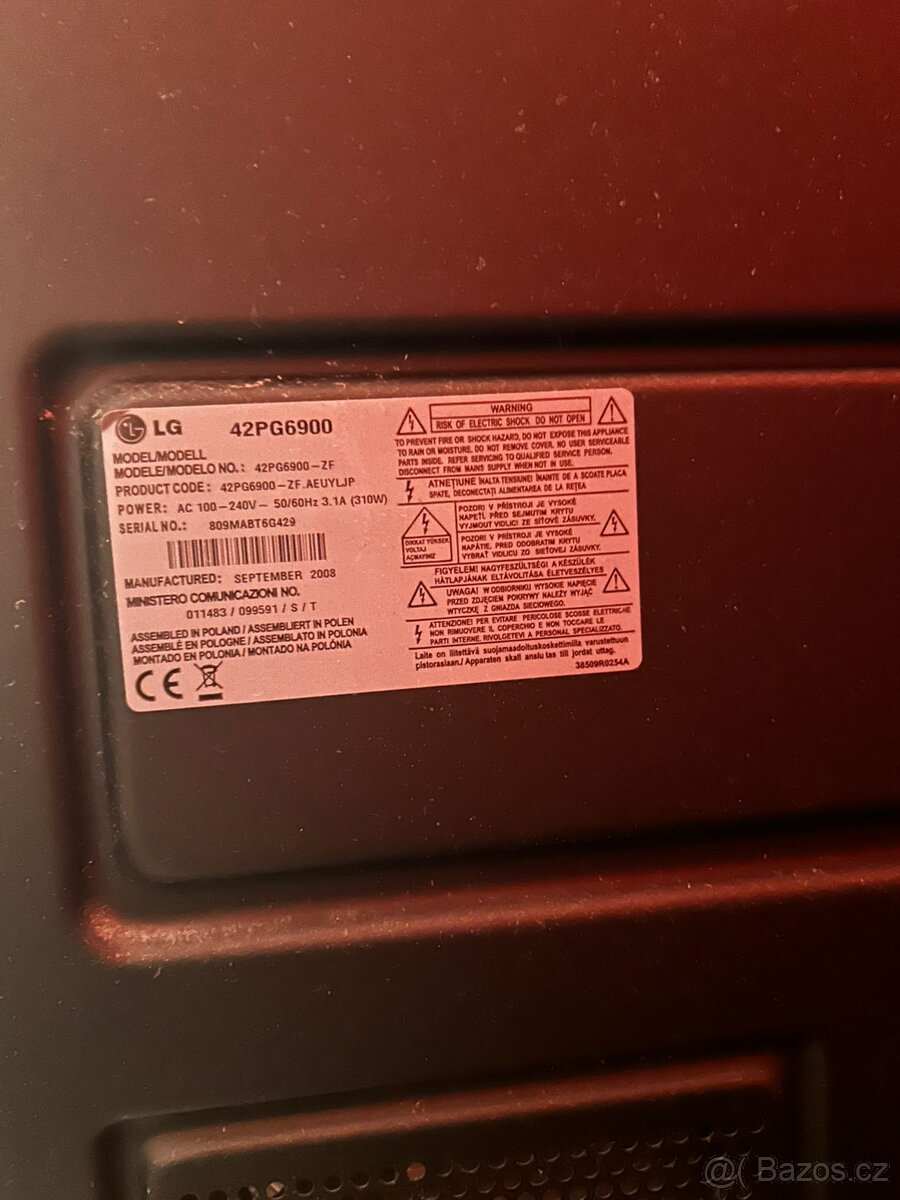 LG 42PG6900
MODEL/MODELL
MODELE/MODELO NO.: 42PG6900-ZF
PRODUCT CODE: 42PG6900-ZF.AEUYLJP
POWER: AC 100-240V~ 50/60Hz 3.1A (310W)
SERIAL NO.: 809MABT6G429
MANUFACTURED: SEPTEMBER 2008
MINISTERO COMUNICAZIONI NO.
011483 / 099591 / S / T
ASSEMBLED IN POLAND / ASSEMBLIERT IN POLEN
ASSEMBLÉ EN POLOGNE / ASSEMBLATO IN POLONIA
MONTADO EN POLONIA / MONTADO NA POLÓNIA
CE
WARNING
RISK OF ELECTRIC SHOCK DO NOT OPEN
TO PREVENT FIRE OR SHOCK HAZARD, DO NOT EXPOSE THIS APPLIANCE
TO RAIN OR MOISTURE. DO NOT REMOVE COVER. NO USER SERVICEABLE
PARTS INSIDE. REFER SERVICING TO QUALIFIED SERVICE PERSON.
DISCONNECT FROM MAINS SUPPLY WHEN NOT IN USE.
ATNEȚIUNE ÎNALTA TENSIUNE! ÎNAINTE DE A SCOATE PLACA
SPATE, DECONECTAȚI ALIMENTAREA DE LA REȚEA
DIKKAT YÜKSEK
VOLTAJ
AÇMAYINIZ
POZOR! V PŘÍSTROJI JE VYSOKÉ
NAPĚTÍ. PŘED SEJMUTIM KRYTU
VYJMOUT VIDLICI ZE SÍŤOVÉ ZÁSUVKY.
POZOR! V PRÍSTROJI JE VYSOKÉ
NAPÄTIE. PRED ODOBRATIM KRYTU
VYBRAŤ VIDLICU ZO SIEŤOVEJ ZÁSUVKY.
FIGYELEM! NAGYFESZÜLTSÉG! A KÉSZÜLÉK
HÁTLAPJÁNAK ELTÁVOLÍTÁSA ÉLETVESZÉLYES
UWAGA! W ODBIORNIKU WYSOKIE NAPIĘCIE
PRZED ZDJĘCIEM POKRYWY NALEŻY WYJĄĆ
WTYCZKĘ Z GNIAZDA SIECIOWEGO.
ATTENZIONE! PER EVITARE PERICOLOSE SCOSSE ELETTRICHE
NON RIMUOVERE IL COPERCHIO E NON TOCCARE LE
PARTI INTERNE. RIVOLGETEVI A PERSONAL SPECIALIZZATO.
Laite on liitettävä suojamaadoituskoskettimilla varustettuun
pistorasiaan./ Apparaten skall anslutas till jordat uttag.
38509R0254A
@( Bazos.cz